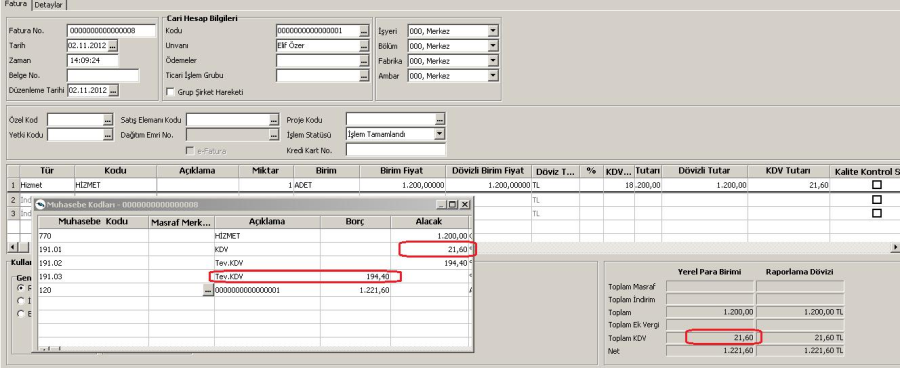 Fatura Detaylar
Fatura No. 0000000000000008
Tarih 02.11.2012 ...
Zaman 14:09:24
Belge No.
Düzenleme Tarihi 02.11.2012 ...
Cari Hesap Bilgileri
Kodu 0000000000000001 ...
Unvanı Elif Özer ...
Ödemeler ...
Ticari İşlem Grubu ...
Grup Şirket Hareketi
İşyeri 000, Merkez
Bölüm 000, Merkez
Fabrika 000, Merkez
Ambar 000, Merkez
Özel Kod ... Satış Elemanı Kodu ... Proje Kodu ...
Yetki Kodu ... Dağıtım Emri No. ... İşlem Statüsü İşlem Tamamlandı
e-Fatura Kredi Kart No.
Tür Kodu Açıklama Miktar Birim Birim Fiyat Dövizli Birim Fiyat Döviz T... % KDV... Tutarı Dövizli Tutar KDV Tutarı Kalite Kontrol S
1 Hizmet HİZMET 1 ADET 1.200,00000 1.200,00000 TL 18 .200,00 1.200,00 21,60
2 İnd TL
3 İnd TL
Muhasebe Kodları - 0000000000000008
Muhasebe Kodu Masraf Merk... Açıklama Borç Alacak
770 HİZMET 1.200,00
191.01 KDV 21,60
191.02 Tev.KDV 194,40
191.03 Tev.KDV 194,40
120 ... 0000000000000001 1.221,60
Kullar
Gen
Yerel Para Birimi Raporlama Dövizi
Toplam Masraf
Toplam İndirim
Toplam 1.200,00 1.200,00 TL
Toplam Ek Vergi
Toplam KDV 21,60 21,60 TL
Net 1.221,60 1.221,60 TL